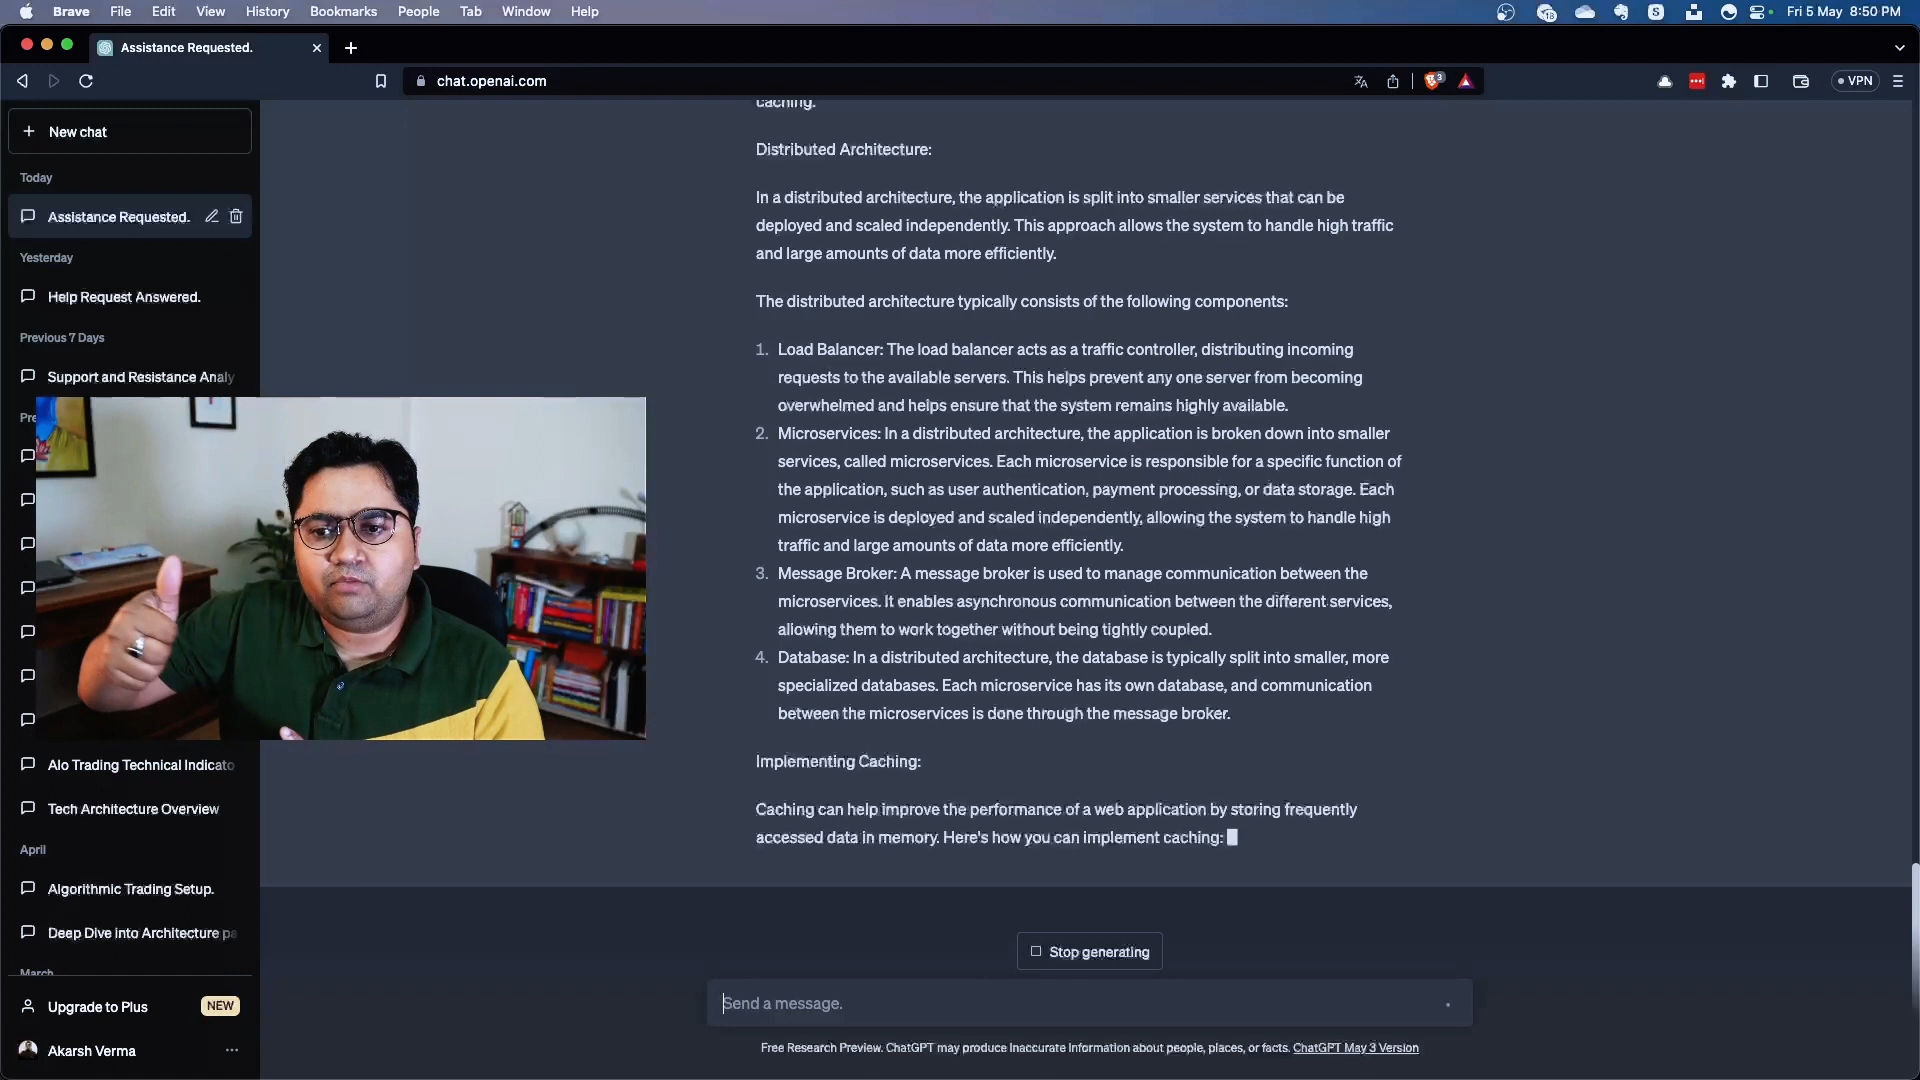 Brave File Edit View History Bookmarks People Tab Window Help
18
S
Fri 5 May 8:50 PM
Assistance Requested.
chat.openai.com
3
VPN
New chat
Today
Assistance Requested.
Yesterday
Help Request Answered.
Previous 7 Days
Support and Resistance Analy
Pre
Alo Trading Technical Indicato
Tech Architecture Overview
April
Algorithmic Trading Setup.
Deep Dive into Architecture pa
March
Upgrade to Plus NEW
Akarsh Verma
caching.
Distributed Architecture:
In a distributed architecture, the application is split into smaller services that can be
deployed and scaled independently. This approach allows the system to handle high traffic
and large amounts of data more efficiently.
The distributed architecture typically consists of the following components:
1. Load Balancer: The load balancer acts as a traffic controller, distributing incoming
requests to the available servers. This helps prevent any one server from becoming
overwhelmed and helps ensure that the system remains highly available.
2. Microservices: In a distributed architecture, the application is broken down into smaller
services, called microservices. Each microservice is responsible for a specific function of
the application, such as user authentication, payment processing, or data storage. Each
microservice is deployed and scaled independently, allowing the system to handle high
traffic and large amounts of data more efficiently.
3. Message Broker: A message broker is used to manage communication between the
microservices. It enables asynchronous communication between the different services,
allowing them to work together without being tightly coupled.
4. Database: In a distributed architecture, the database is typically split into smaller, more
specialized databases. Each microservice has its own database, and communication
between the microservices is done through the message broker.
Implementing Caching:
Caching can help improve the performance of a web application by storing frequently
accessed data in memory. Here's how you can implement caching:
Stop generating
Send a message.
Free Research Preview. ChatGPT may produce inaccurate information about people, places, or facts. ChatGPT May 3 Version